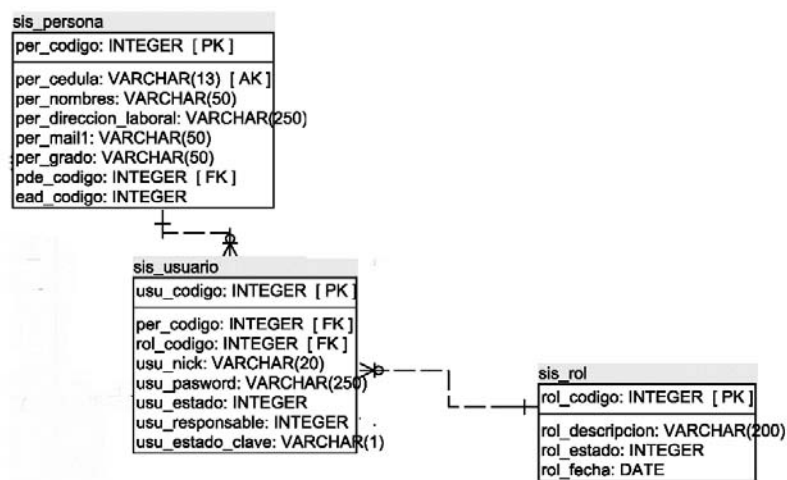 sis_persona
per_codigo: INTEGER [ PK ]
per_cedula: VARCHAR(13) [ AK ]
per_nombres: VARCHAR(50)
per_direccion_laboral: VARCHAR(250)
per_mail1: VARCHAR(50)
per_grado: VARCHAR(50)
pde_codigo: INTEGER [ FK ]
ead_codigo: INTEGER
sis_usuario
usu_codigo: INTEGER [ PK ]
per_codigo: INTEGER [ FK ]
rol_codigo: INTEGER [ FK ]
usu_nick: VARCHAR(20)
usu_pasword: VARCHAR(250)
usu_estado: INTEGER
usu_responsable: INTEGER
usu_estado_clave: VARCHAR(1)
sis_rol
rol_codigo: INTEGER [ PK ]
rol_descripcion: VARCHAR(200)
rol_estado: INTEGER
rol_fecha: DATE